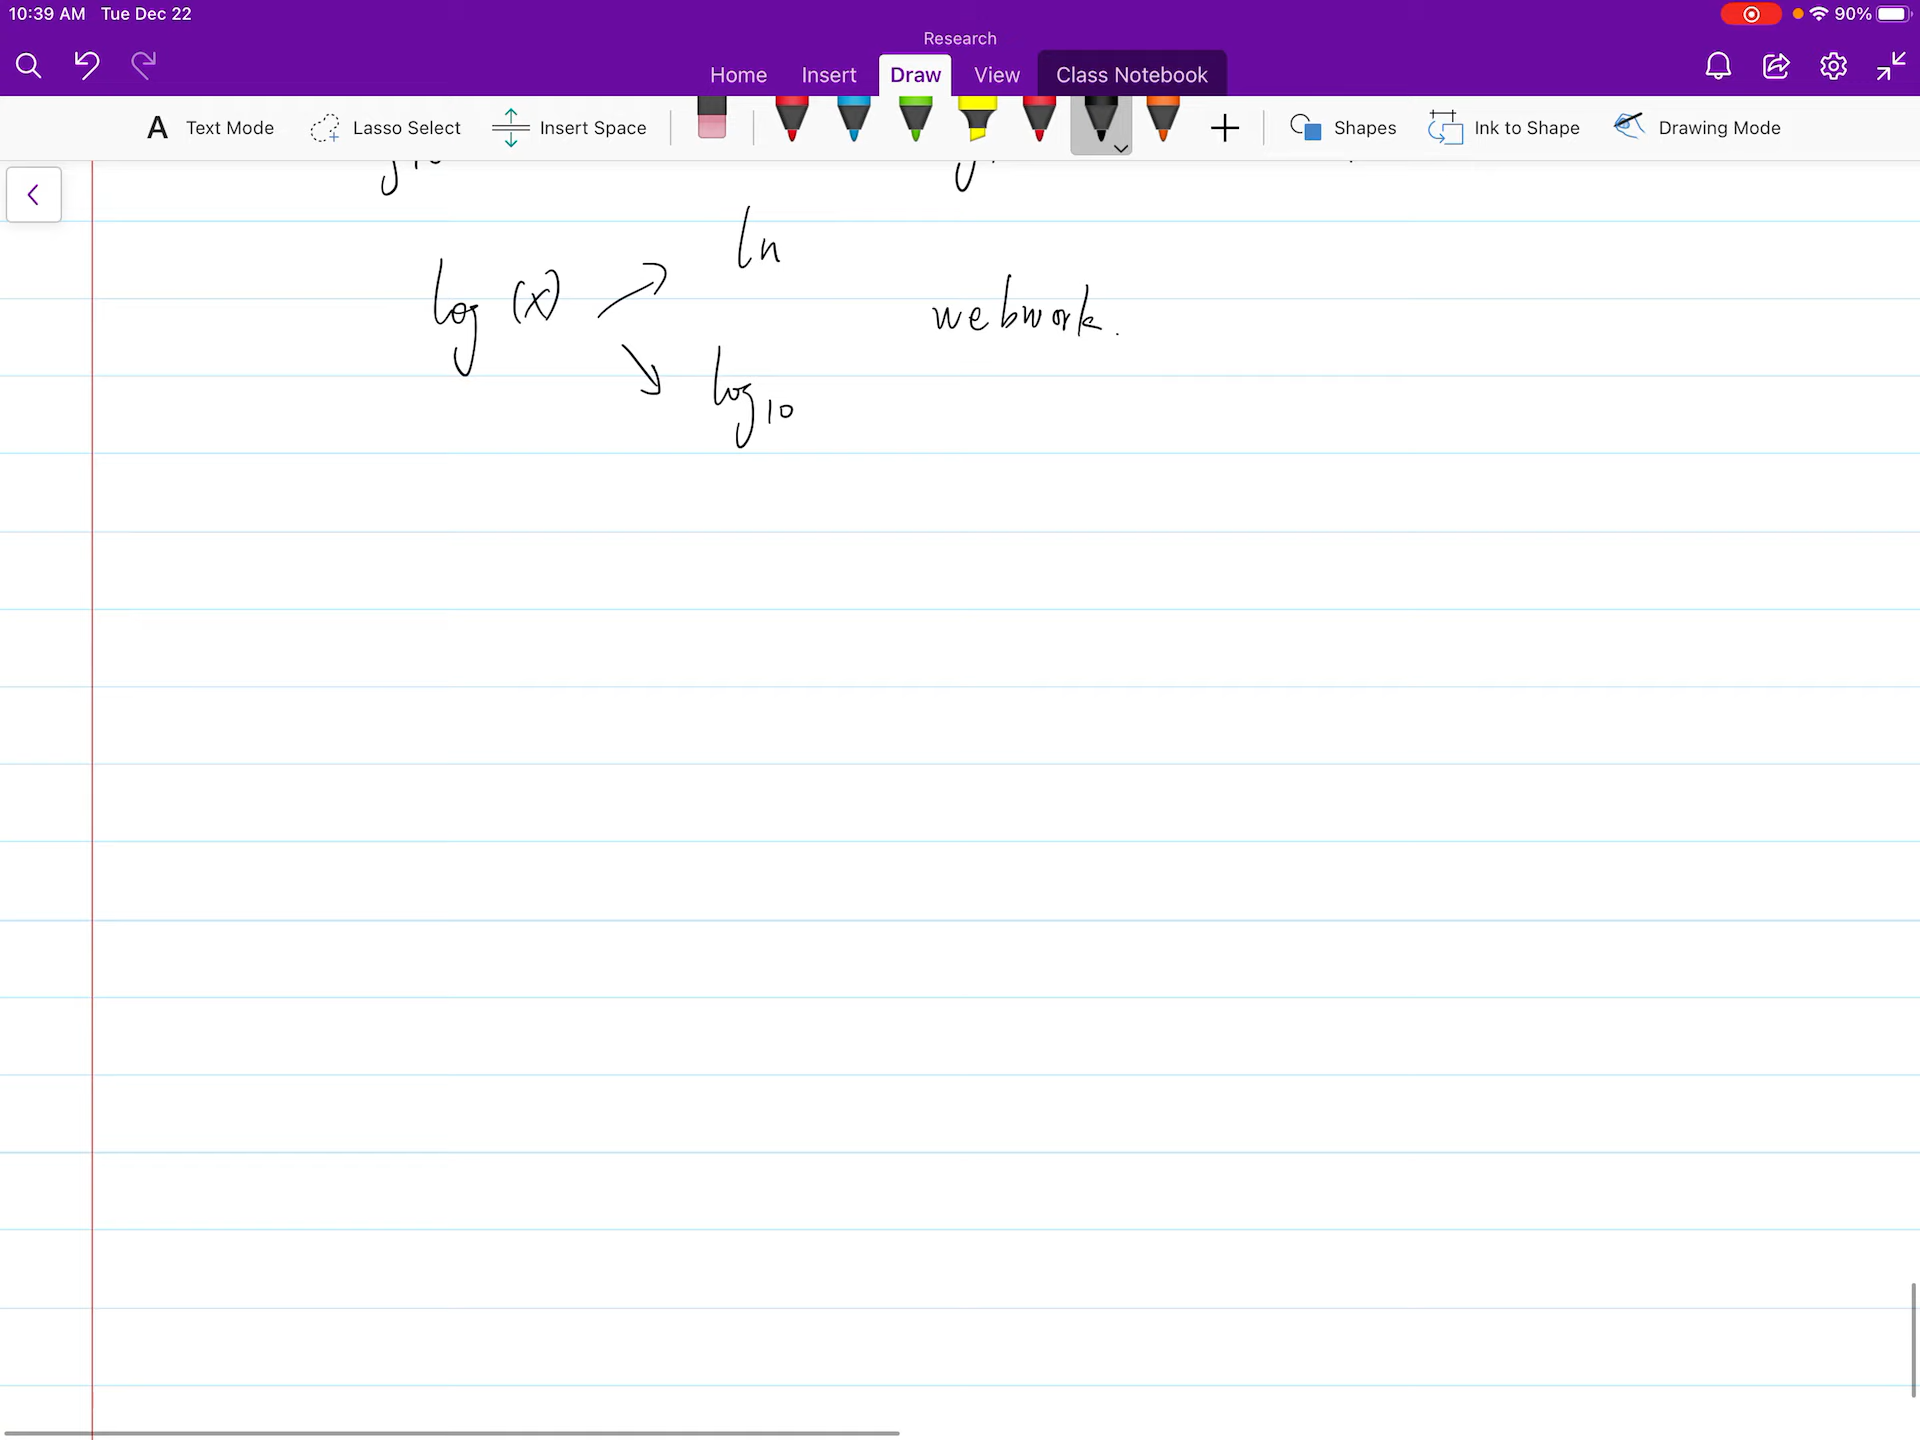 10:39 AM Tue Dec 22
90%
Research
Home Insert Draw View Class Notebook
A Text Mode Lasso Select Insert Space Shapes Ink to Shape Drawing Mode
ln
log (x)
webwork.
log₁₀